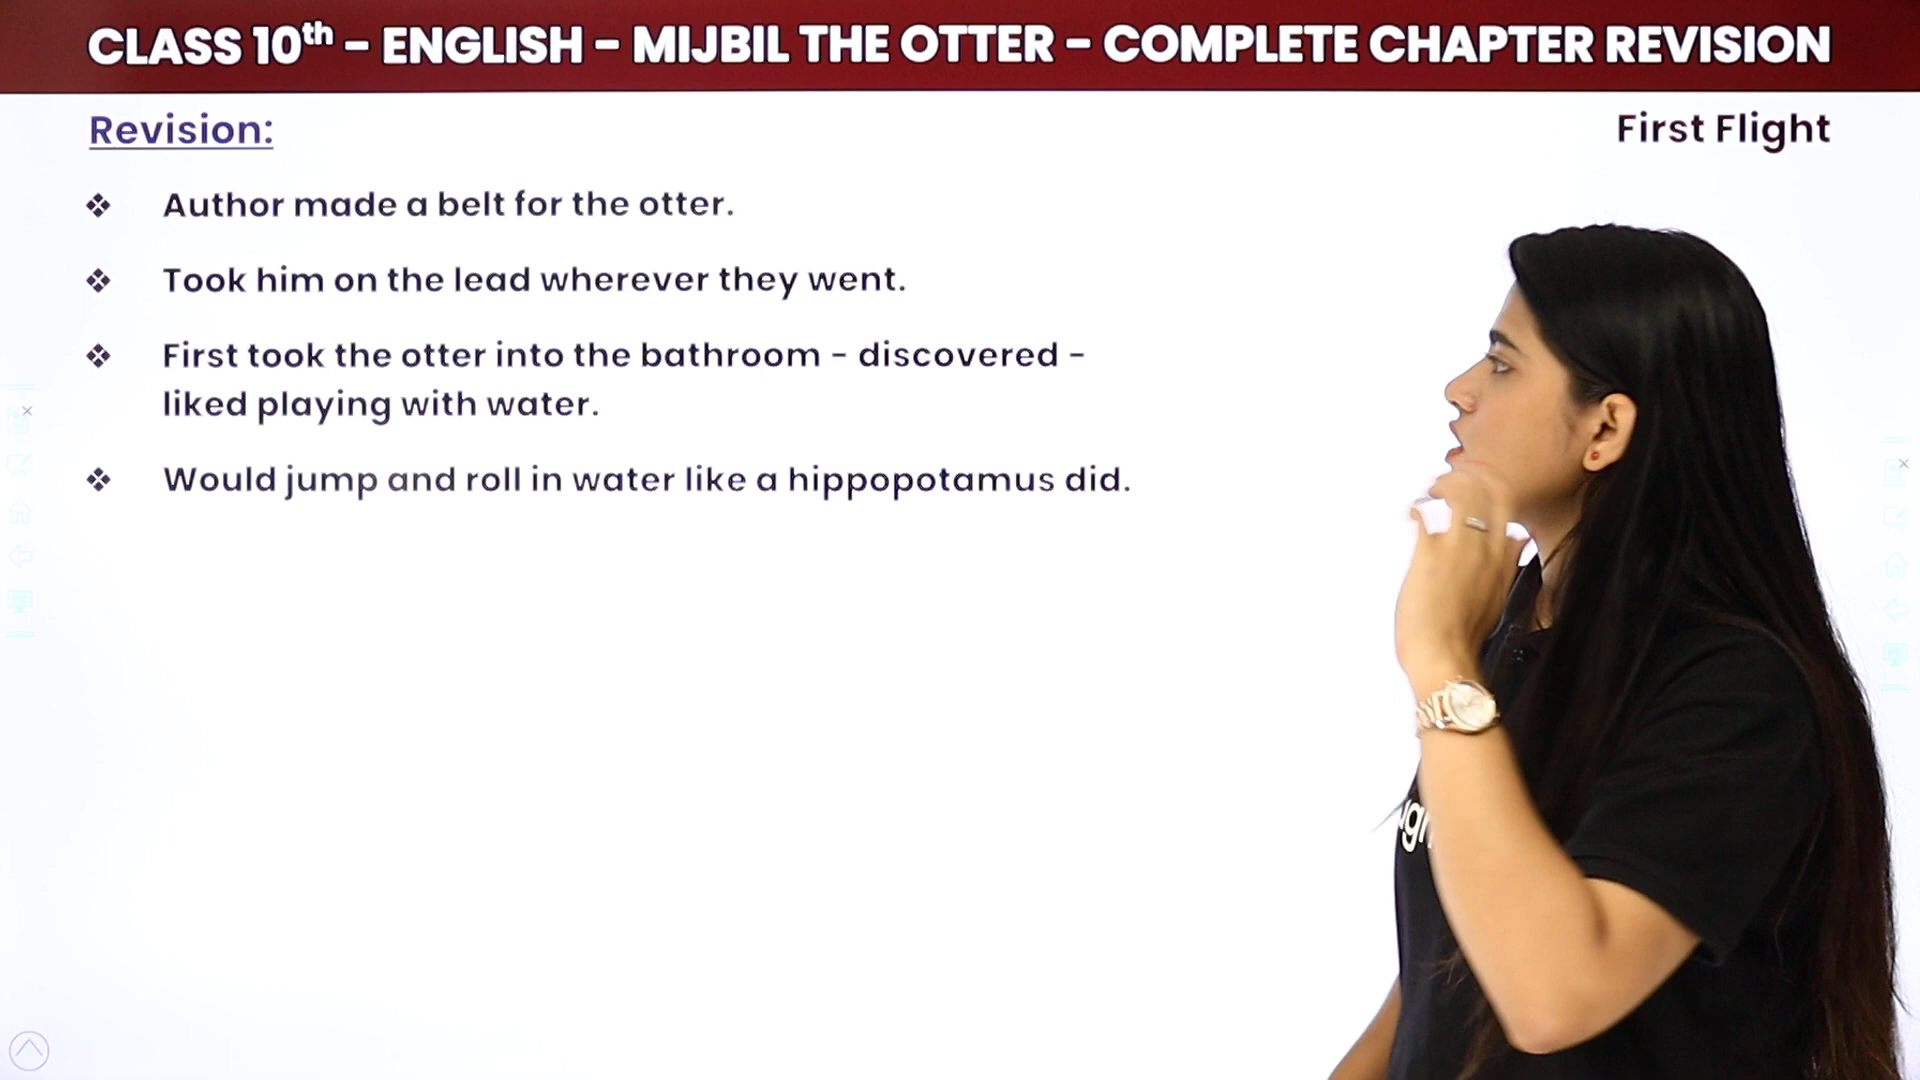 CLASS 10th – ENGLISH – MIJBIL THE OTTER – COMPLETE CHAPTER REVISION
Revision:
First Flight
❖ Author made a belt for the otter.
❖ Took him on the lead wherever they went.
❖ First took the otter into the bathroom - discovered -
liked playing with water.
❖ Would jump and roll in water like a hippopotamus did.